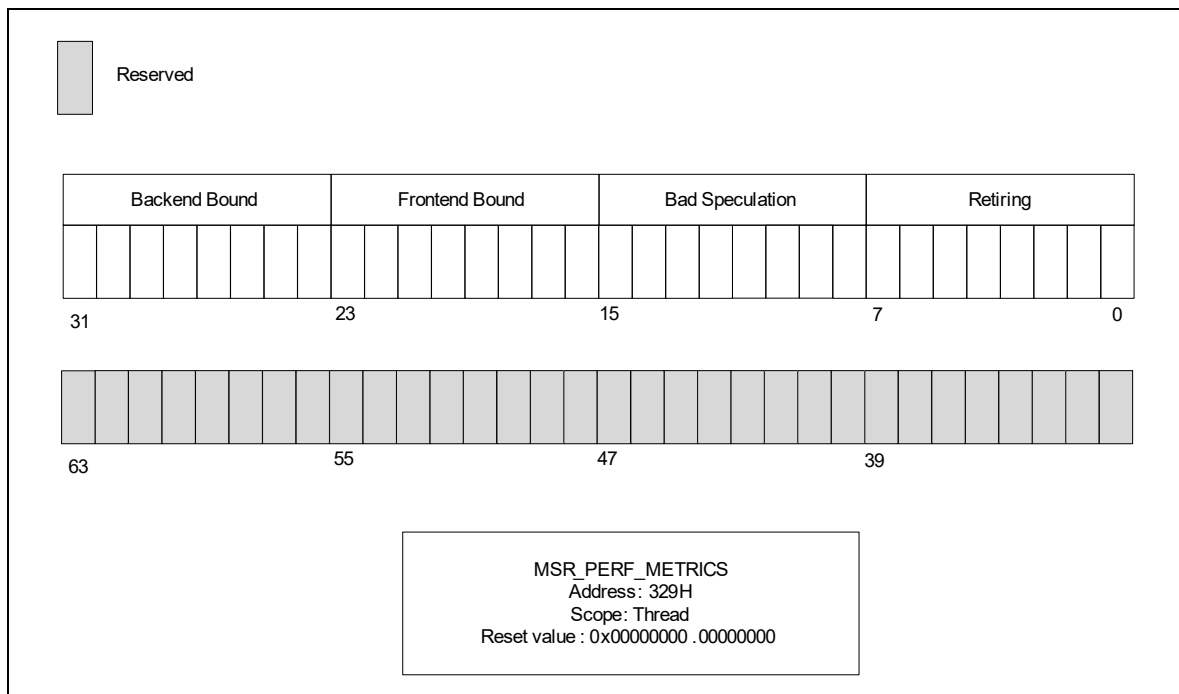 Reserved
Backend Bound Frontend Bound Bad Speculation Retiring
31 23 15 7 0
63 55 47 39
MSR_PERF_METRICS
Address: 329H
Scope: Thread
Reset value : 0x00000000 .00000000